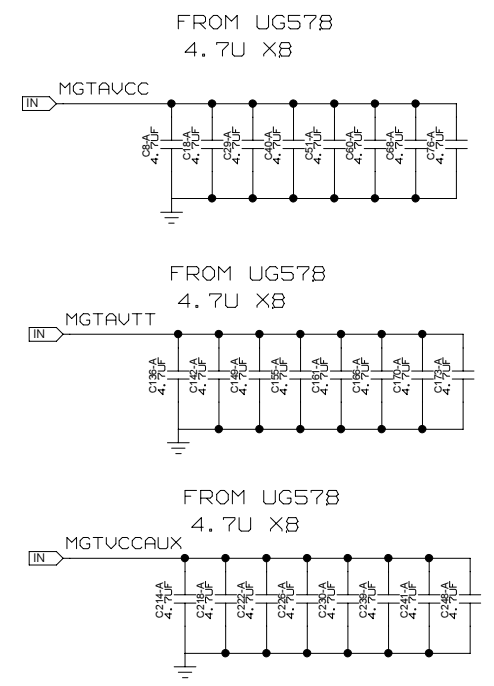 FROM UG578
4.7U X8
MGTAVCC
IN
C8-A
4.7UF
C18-A
4.7UF
C29-A
4.7UF
C40-A
4.7UF
C51-A
4.7UF
C60-A
4.7UF
C68-A
4.7UF
C76-A
4.7UF
FROM UG578
4.7U X8
MGTAVTT
IN
C136-A
4.7UF
C142-A
4.7UF
C149-A
4.7UF
C155-A
4.7UF
C161-A
4.7UF
C166-A
4.7UF
C170-A
4.7UF
C173-A
4.7UF
FROM UG578
4.7U X8
MGTVCCAUX
IN
C214-A
4.7UF
C218-A
4.7UF
C222-A
4.7UF
C226-A
4.7UF
C230-A
4.7UF
C239-A
4.7UF
C241-A
4.7UF
C248-A
4.7UF